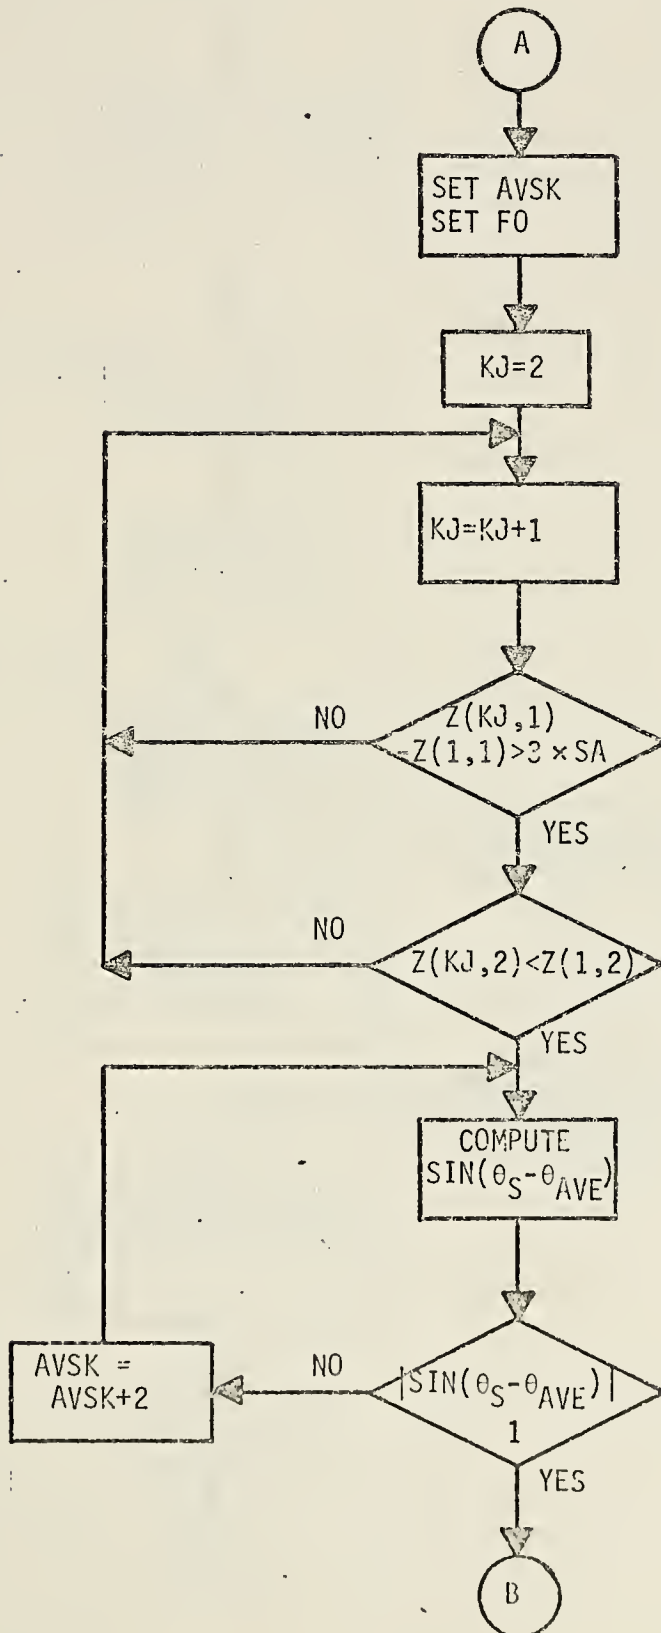 A
SET AVSK
SET FO
KJ=2
KJ=KJ+1
NO
Z(KJ,1)
-Z(1,1)>3 × SA
YES
NO
Z(KJ,2)<Z(1,2)
YES
COMPUTE
SIN(θS-θAVE)
AVSK =
AVSK+2
NO
|SIN(θS-θAVE)|
1
YES
B